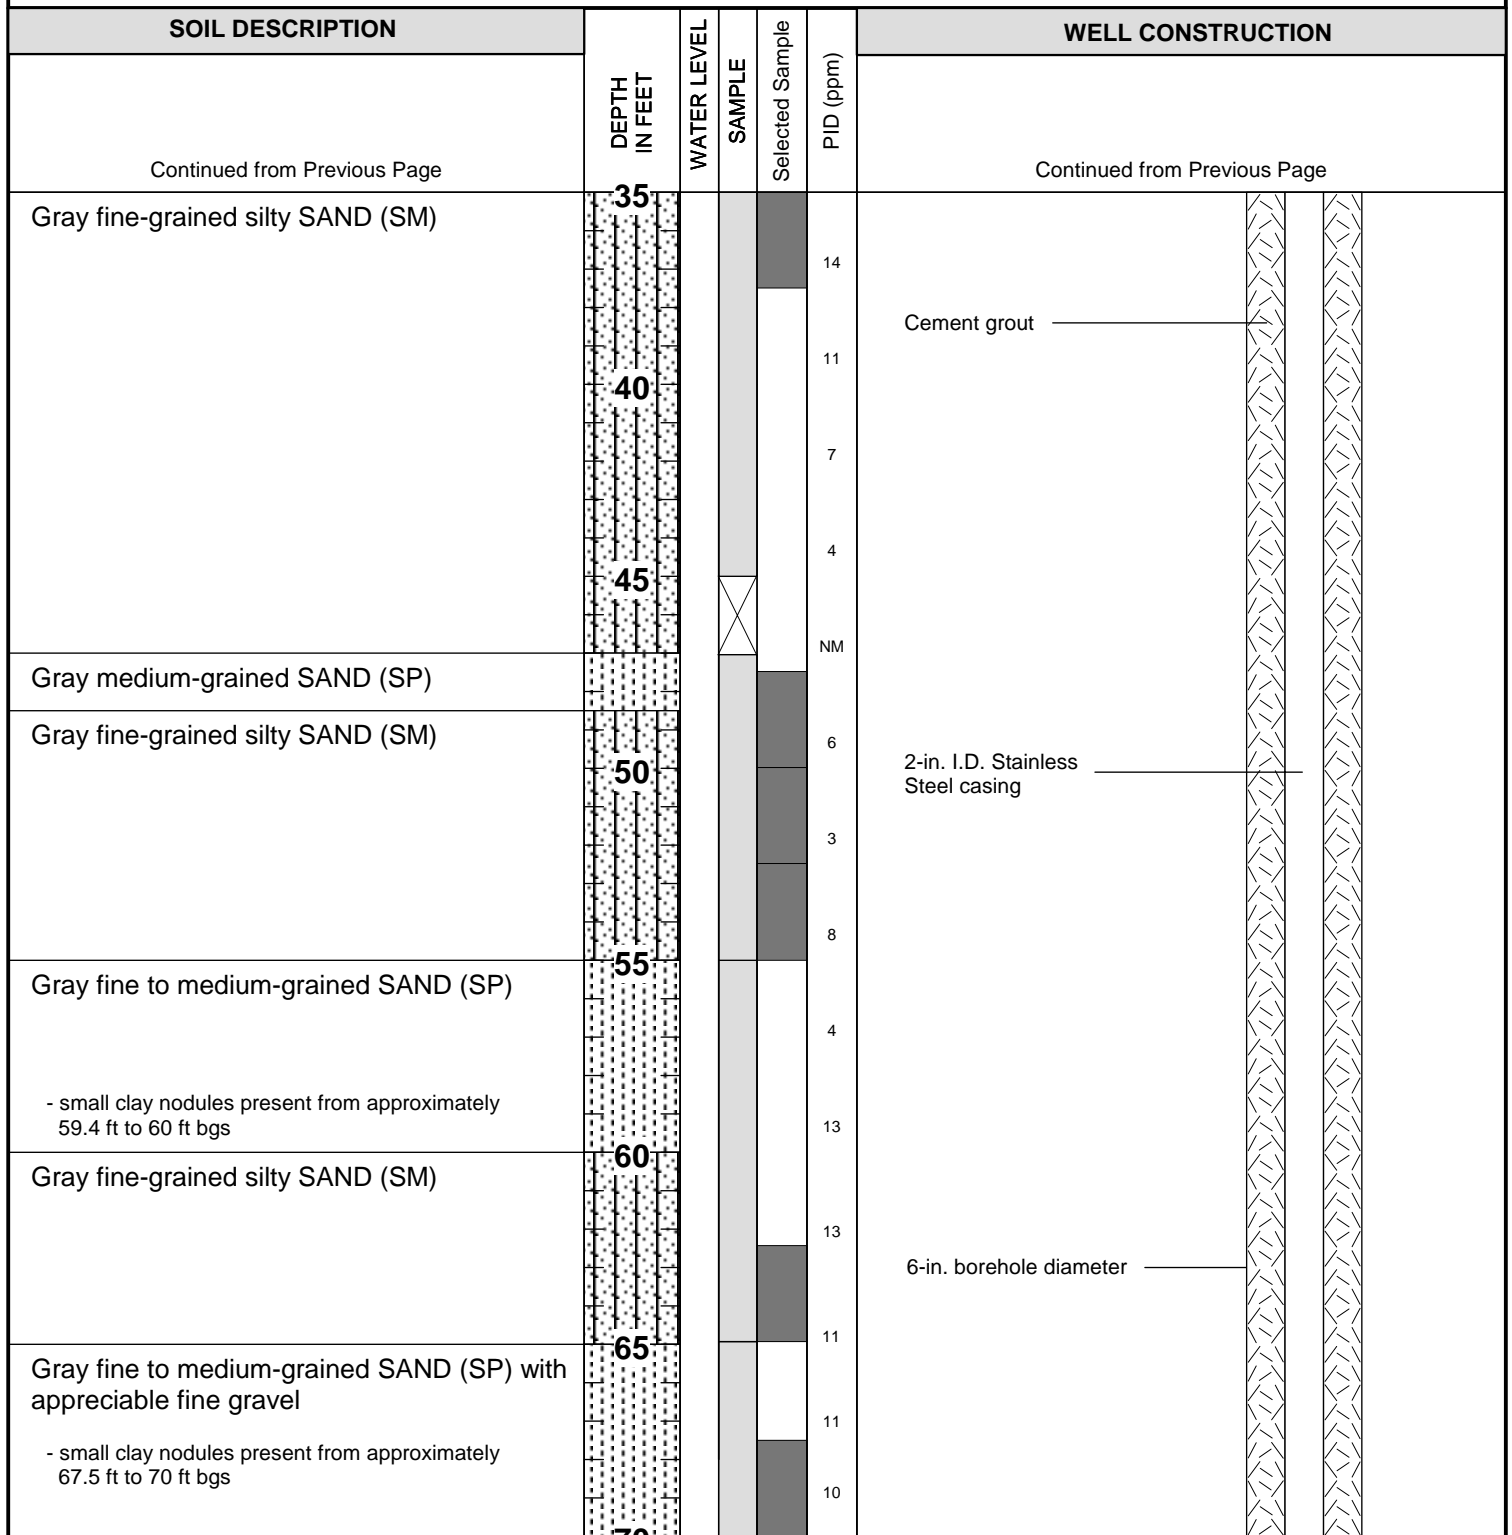 SOIL DESCRIPTION
DEPTH
IN FEET
WATER LEVEL
SAMPLE
Selected Sample
PID (ppm)
WELL CONSTRUCTION
Continued from Previous Page
Continued from Previous Page
35
Gray fine-grained silty SAND (SM)
14
Cement grout
11
40
7
4
45
NM
Gray medium-grained SAND (SP)
Gray fine-grained silty SAND (SM)
6
2-in. I.D. Stainless
Steel casing
50
3
8
55
Gray fine to medium-grained SAND (SP)
4
- small clay nodules present from approximately
59.4 ft to 60 ft bgs
13
60
Gray fine-grained silty SAND (SM)
13
6-in. borehole diameter
11
65
Gray fine to medium-grained SAND (SP) with
appreciable fine gravel
11
- small clay nodules present from approximately
67.5 ft to 70 ft bgs
10